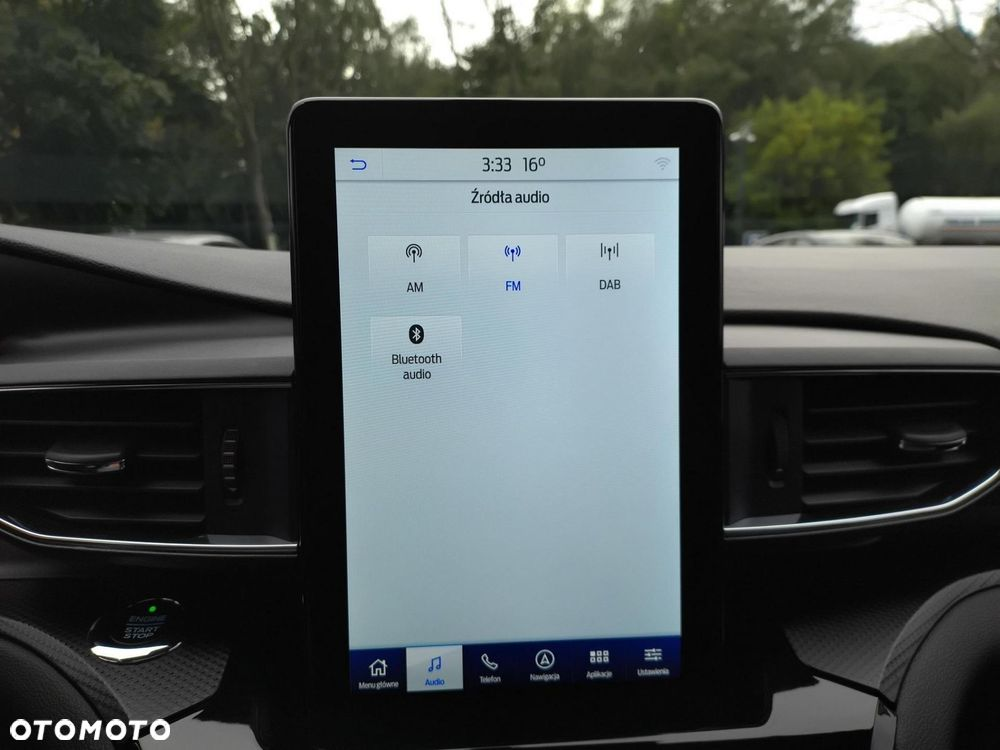 3:33 16º
Źródła audio
AM FM DAB
Bluetooth
audio
ENGINE
START
STOP
Menu główne Audio Telefon Nawigacja Aplikacje Ustawienia
OTOMOTO